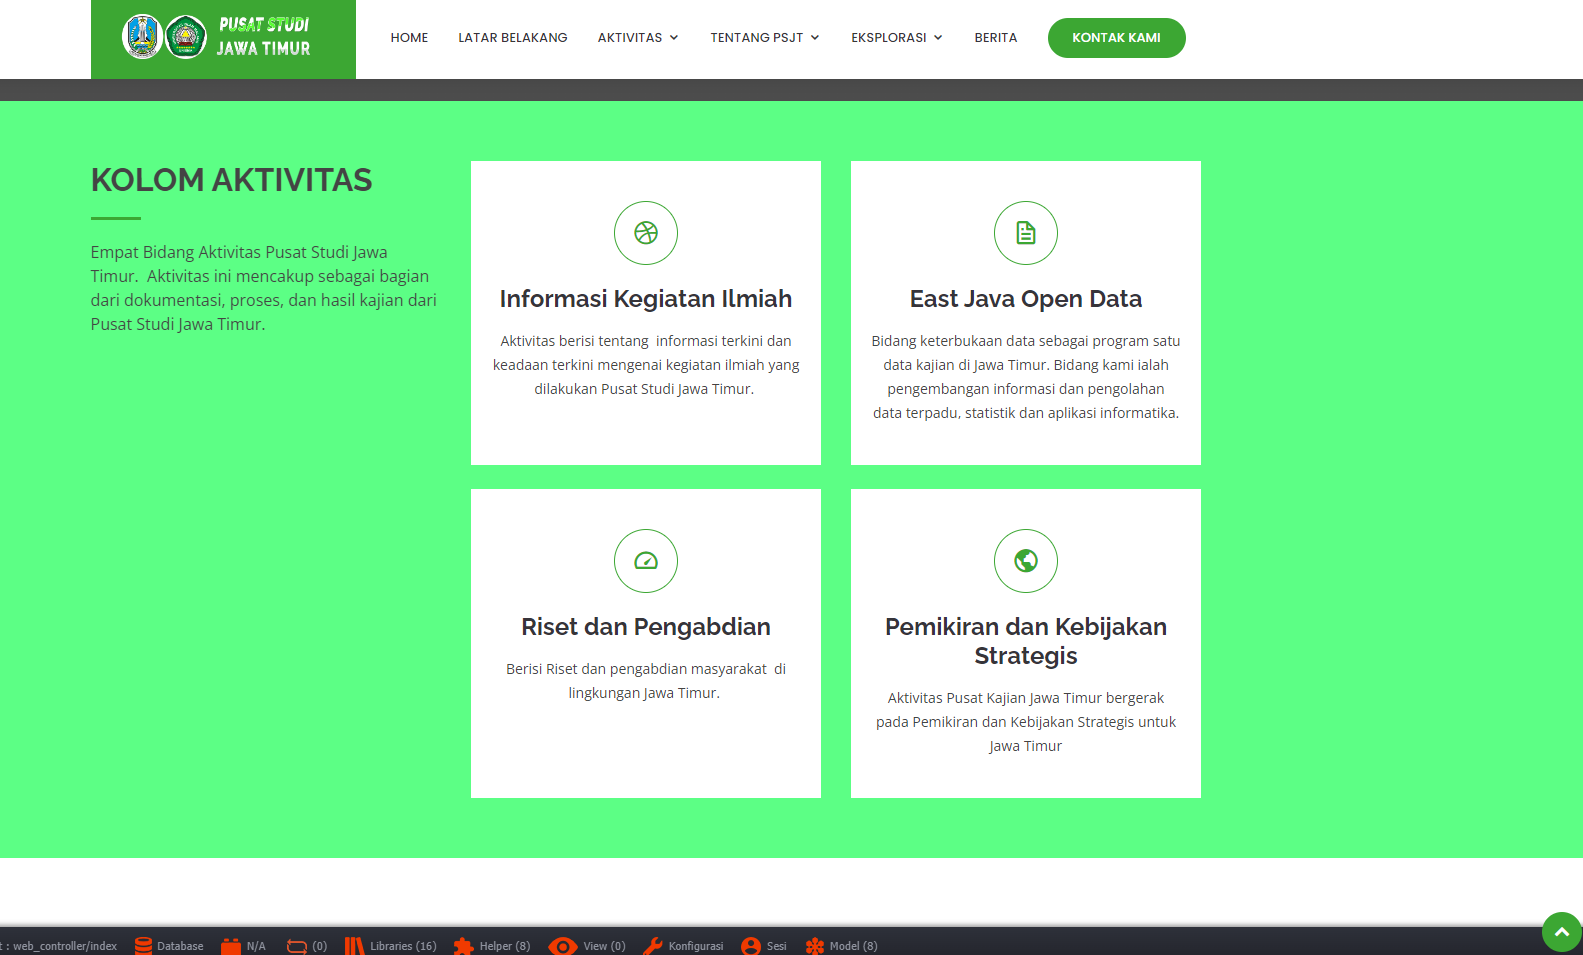 PUSAT STUDI
JAWA TIMUR
HOME LATAR BELAKANG AKTIVITAS TENTANG PSJT EKSPLORASI BERITA KONTAK KAMI
KOLOM AKTIVITAS
Empat Bidang Aktivitas Pusat Studi Jawa
Timur.  Aktivitas ini mencakup sebagai bagian
dari dokumentasi, proses, dan hasil kajian dari
Pusat Studi Jawa Timur.
Informasi Kegiatan Ilmiah
Aktivitas berisi tentang  informasi terkini dan
keadaan terkini mengenai kegiatan ilmiah yang
dilakukan Pusat Studi Jawa Timur.
East Java Open Data
Bidang keterbukaan data sebagai program satu
data kajian di Jawa Timur. Bidang kami ialah
pengembangan informasi dan pengolahan
data terpadu, statistik dan aplikasi informatika.
Riset dan Pengabdian
Berisi Riset dan pengabdian masyarakat  di
lingkungan Jawa Timur.
Pemikiran dan Kebijakan
Strategis
Aktivitas Pusat Kajian Jawa Timur bergerak
pada Pemikiran dan Kebijakan Strategis untuk
Jawa Timur
t : web_controller/index Database N/A (0) Libraries (16) Helper (8) View (0) Konfigurasi Sesi Model (8)